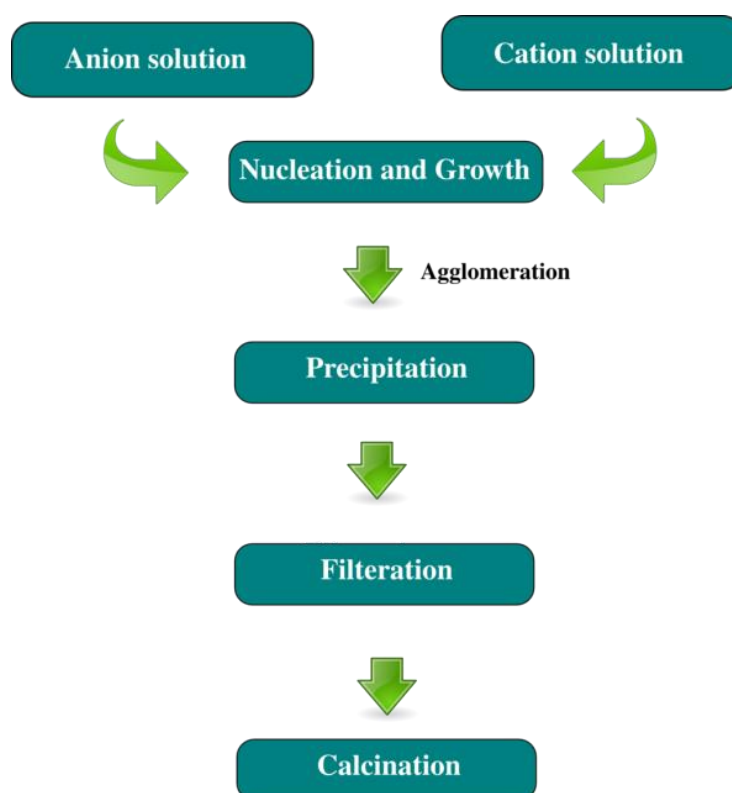 Anion solution
Cation solution
Nucleation and Growth
Agglomeration
Precipitation
Filteration
Calcination